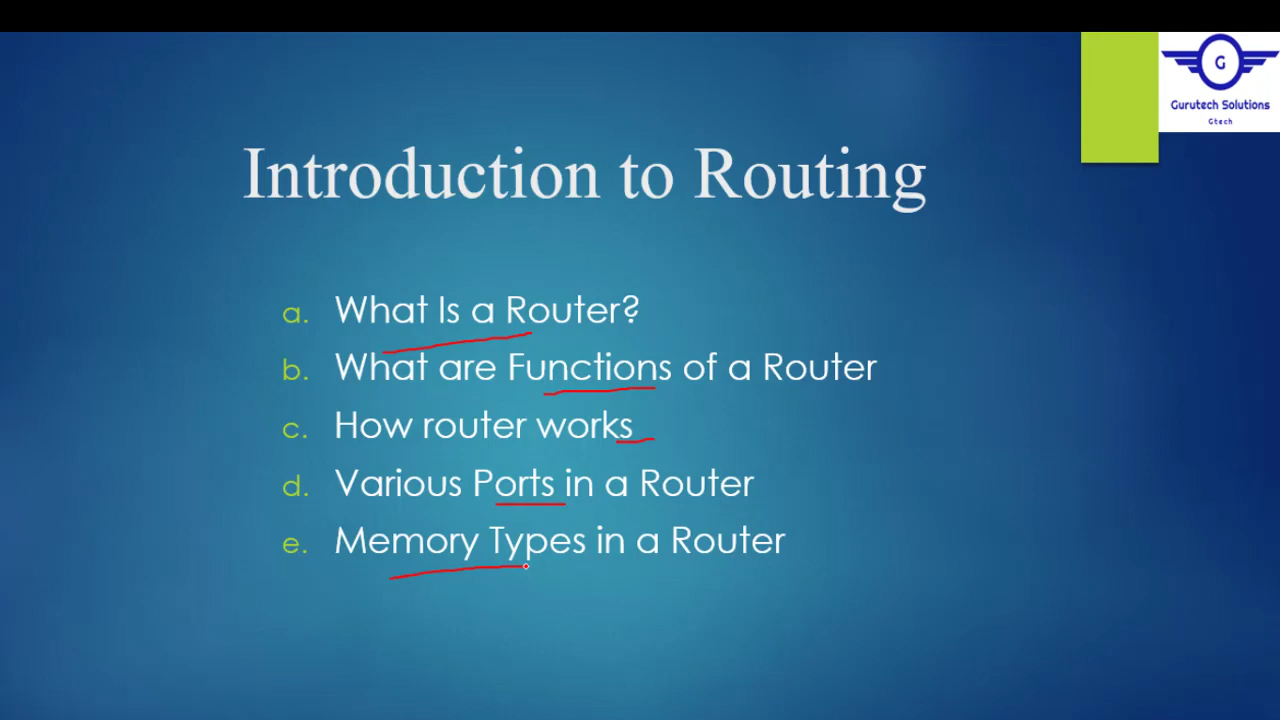 G
Gurutech Solutions
Gtech
Introduction to Routing
a. What Is a Router?
b. What are Functions of a Router
c. How router works
d. Various Ports in a Router
e. Memory Types in a Router